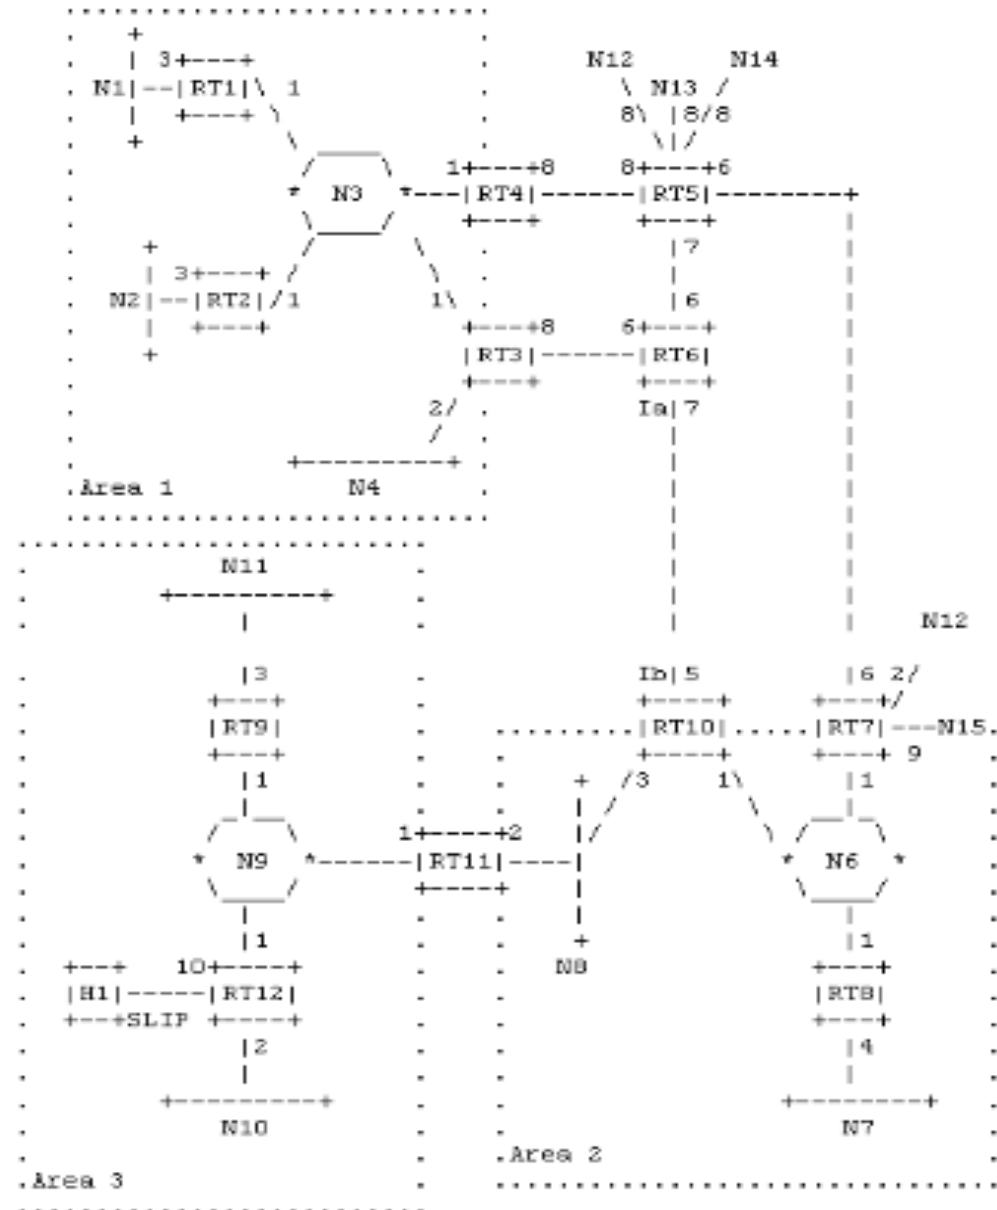 3
N1 RT1 1 N12 N14
N13
8 8 8
1 8 8 6
N3 RT4 RT5
7
3
N2 RT2 1 1 6
8 6
RT3 RT6
2 Ia 7
Area 1 N4
N11
N12
3 Ib 5 6 2
RT9 RT10 RT7 N15
9
1 3 1 1
1 2
N9 RT11 N6
1 1
10 N8
H1 RT12 RT8
SLIP
2 4
N10 N7
Area 2
Area 3